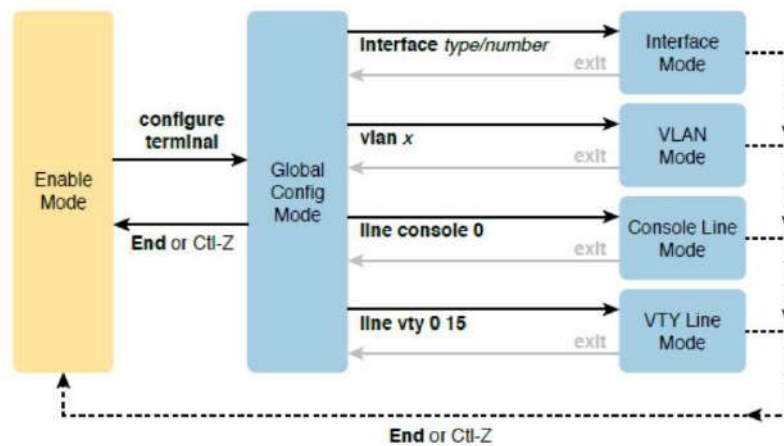 Enable
Mode
configure
terminal
End or Ctl-Z
Global
Config
Mode
Interface type/number
exit
Interface
Mode
vlan x
exit
VLAN
Mode
line console 0
exit
Console Line
Mode
line vty 0 15
exit
VTY Line
Mode
End or Ctl-Z